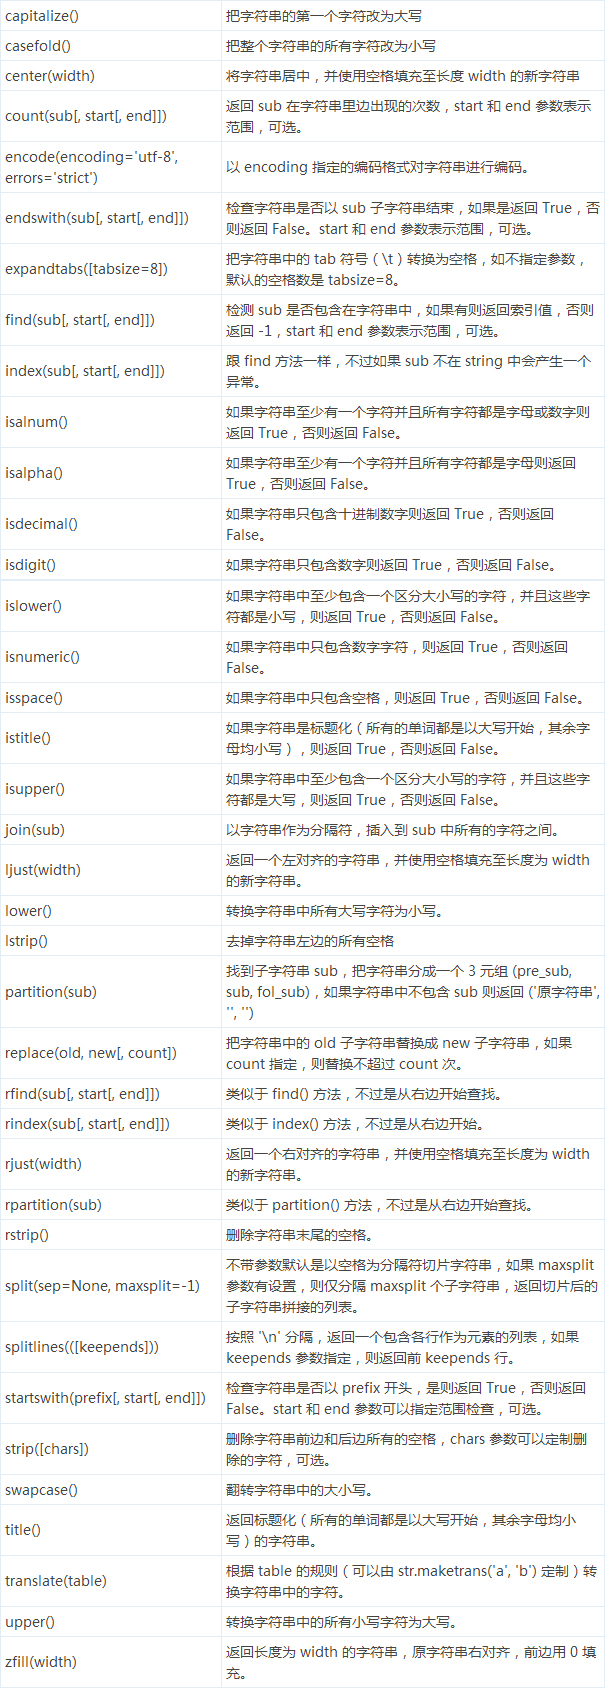 capitalize()
把字符串的第一个字符改为大写
casefold()
把整个字符串的所有字符改为小写
center(width)
将字符串居中，并使用空格填充至长度 width 的新字符串
count(sub[, start[, end]])
返回 sub 在字符串里边出现的次数，start 和 end 参数表示
范围，可选。
encode(encoding='utf-8',
errors='strict')
以 encoding 指定的编码格式对字符串进行编码。
endswith(sub[, start[, end]])
检查字符串是否以 sub 子字符串结束，如果是返回 True，否
则返回 False。start 和 end 参数表示范围，可选。
expandtabs([tabsize=8])
把字符串中的 tab 符号（\t）转换为空格，如不指定参数，
默认的空格数是 tabsize=8。
find(sub[, start[, end]])
检测 sub 是否包含在字符串中，如果有则返回索引值，否则
返回 -1，start 和 end 参数表示范围，可选。
index(sub[, start[, end]])
跟 find 方法一样，不过如果 sub 不在 string 中会产生一个
异常。
isalnum()
如果字符串至少有一个字符并且所有字符都是字母或数字则
返回 True，否则返回 False。
isalpha()
如果字符串至少有一个字符并且所有字符都是字母则返回
True，否则返回 False。
isdecimal()
如果字符串只包含十进制数字则返回 True，否则返回
False。
isdigit()
如果字符串只包含数字则返回 True，否则返回 False。
islower()
如果字符串中至少包含一个区分大小写的字符，并且这些字
符都是小写，则返回 True，否则返回 False。
isnumeric()
如果字符串中只包含数字字符，则返回 True，否则返回
False。
isspace()
如果字符串中只包含空格，则返回 True，否则返回 False。
istitle()
如果字符串是标题化（所有的单词都是以大写开始，其余字
母均小写），则返回 True，否则返回 False。
isupper()
如果字符串中至少包含一个区分大小写的字符，并且这些字
符都是大写，则返回 True，否则返回 False。
join(sub)
以字符串作为分隔符，插入到 sub 中所有的字符之间。
ljust(width)
返回一个左对齐的字符串，并使用空格填充至长度为 width
的新字符串。
lower()
转换字符串中所有大写字符为小写。
lstrip()
去掉字符串左边的所有空格
partition(sub)
找到子字符串 sub，把字符串分成一个 3 元组 (pre_sub,
sub, fol_sub)，如果字符串中不包含 sub 则返回 ('原字符串',
'', '')
replace(old, new[, count])
把字符串中的 old 子字符串替换成 new 子字符串，如果
count 指定，则替换不超过 count 次。
rfind(sub[, start[, end]])
类似于 find() 方法，不过是从右边开始查找。
rindex(sub[, start[, end]])
类似于 index() 方法，不过是从右边开始。
rjust(width)
返回一个右对齐的字符串，并使用空格填充至长度为 width
的新字符串。
rpartition(sub)
类似于 partition() 方法，不过是从右边开始查找。
rstrip()
删除字符串末尾的空格。
split(sep=None, maxsplit=-1)
不带参数默认是以空格为分隔符切片字符串，如果 maxsplit
参数有设置，则仅分隔 maxsplit 个子字符串，返回切片后的
子字符串拼接的列表。
splitlines(([keepends]))
按照 '\n' 分隔，返回一个包含各行作为元素的列表，如果
keepends 参数指定，则返回前 keepends 行。
startswith(prefix[, start[, end]])
检查字符串是否以 prefix 开头，是则返回 True，否则返回
False。start 和 end 参数可以指定范围检查，可选。
strip([chars])
删除字符串前边和后边所有的空格，chars 参数可以定制删
除的字符，可选。
swapcase()
翻转字符串中的大小写。
title()
返回标题化（所有的单词都是以大写开始，其余字母均小
写）的字符串。
translate(table)
根据 table 的规则（可以由 str.maketrans('a', 'b') 定制）转
换字符串中的字符。
upper()
转换字符串中的所有小写字符为大写。
zfill(width)
返回长度为 width 的字符串，原字符串右对齐，前边用 0 填
充。